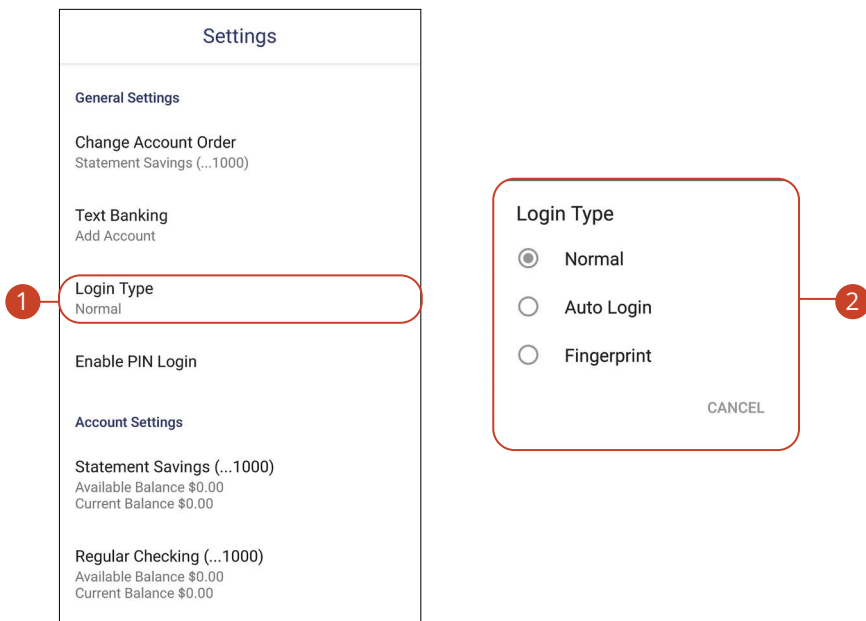 Settings
General Settings
Change Account Order
Statement Savings (...1000)
Text Banking
Add Account
1
Login Type
Normal
Enable PIN Login
Account Settings
Statement Savings (...1000)
Available Balance $0.00
Current Balance $0.00
Regular Checking (...1000)
Available Balance $0.00
Current Balance $0.00
Login Type
Normal
Auto Login
Fingerprint
CANCEL
2